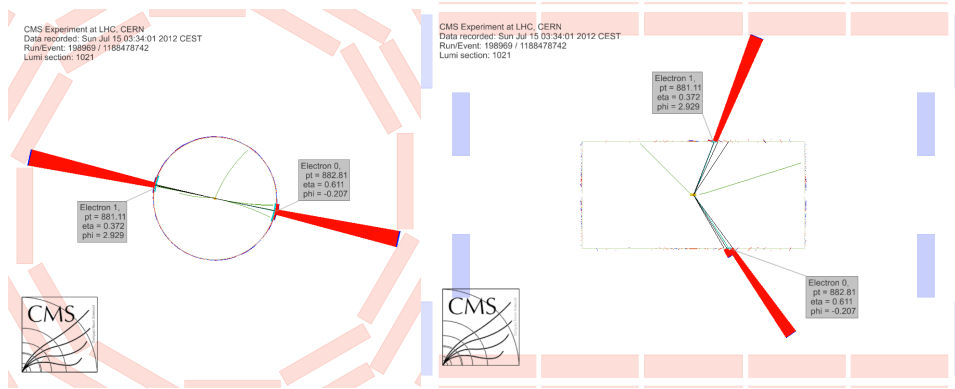 CMS Experiment at LHC, CERN
Data recorded: Sun Jul 15 03:34:01 2012 CEST
Run/Event: 198969 / 1188478742
Lumi section: 1021
Electron 0,
pt = 882.81
eta = 0.611
phi = -0.207
Electron 1,
pt = 881.11
eta = 0.372
phi = 2.929
CMS
CMS Experiment at LHC, CERN
Data recorded: Sun Jul 15 03:34:01 2012 CEST
Run/Event: 198969 / 1188478742
Lumi section: 1021
Electron 1,
pt = 881.11
eta = 0.372
phi = 2.929
Electron 0,
pt = 882.81
eta = 0.611
phi = -0.207
CMS